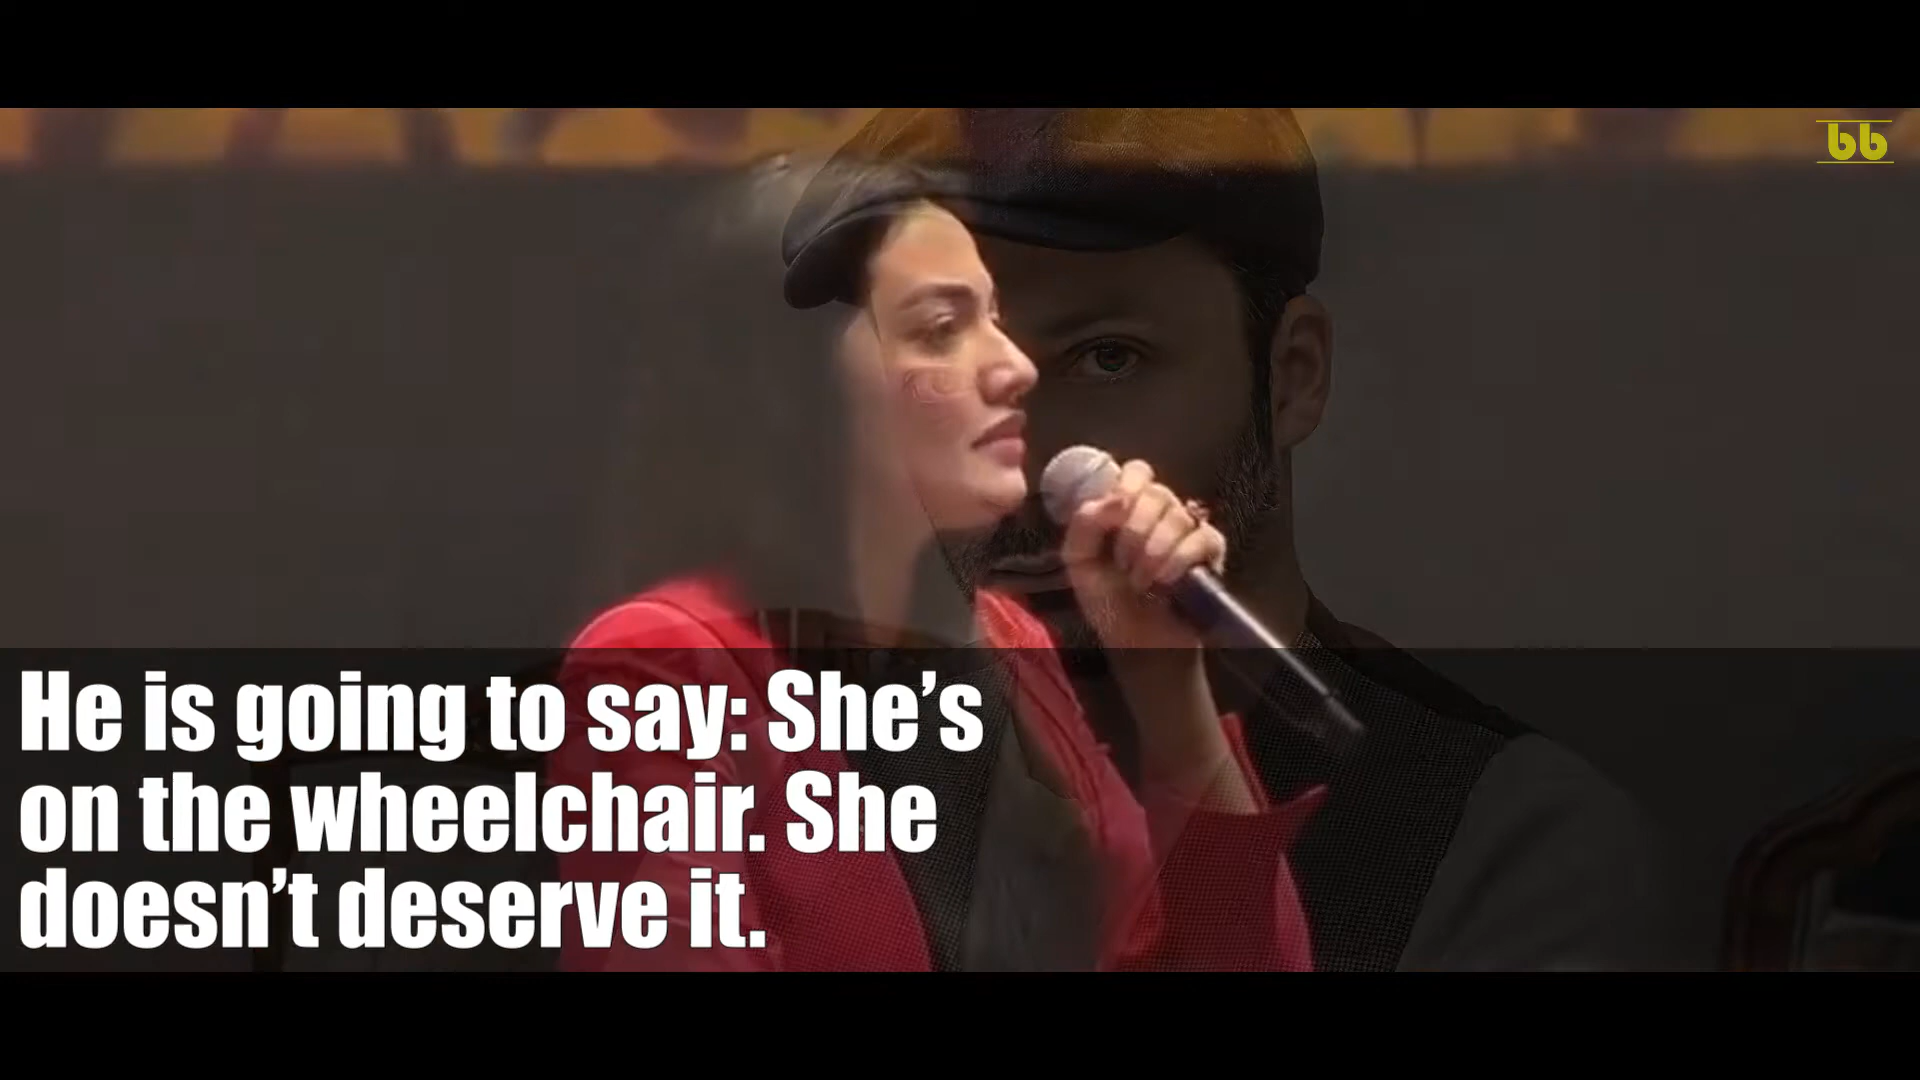 bb
He is going to say: She’s
on the wheelchair. She
doesn’t deserve it.